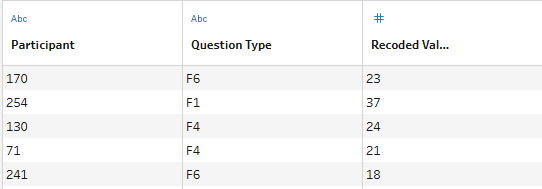 Abc Abc #
Participant Question Type Recoded Val...
170 F6 23
254 F1 37
130 F4 24
71 F4 21
241 F6 18